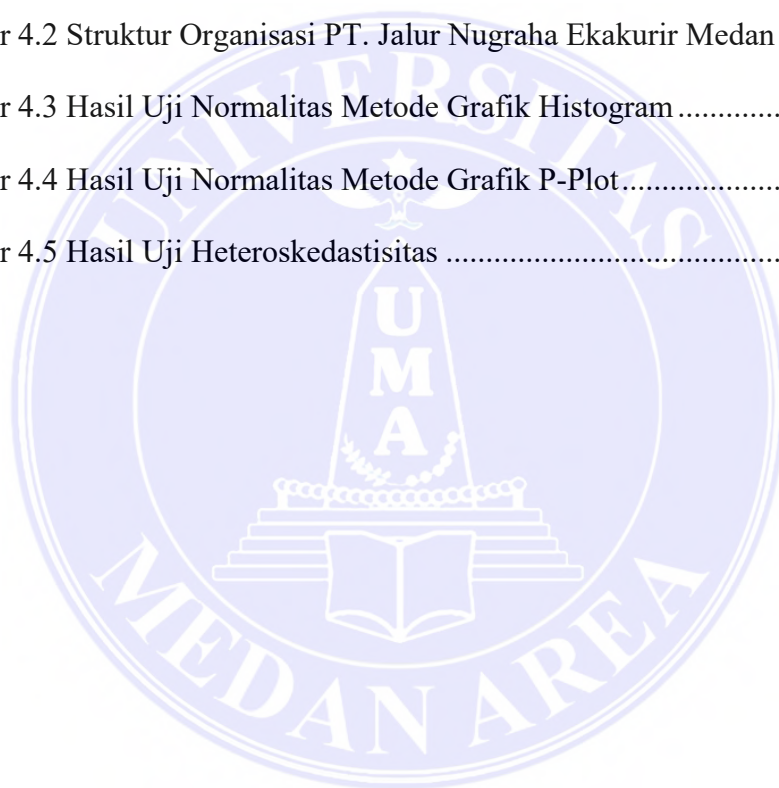 r 4.2 Struktur Organisasi PT. Jalur Nugraha Ekakurir Medan
r 4.3 Hasil Uji Normalitas Metode Grafik Histogram .............
r 4.4 Hasil Uji Normalitas Metode Grafik P-Plot...................
r 4.5 Hasil Uji Heteroskedastisitas ........................................
UNIVERSITAS
U
M
A
MEDAN AREA